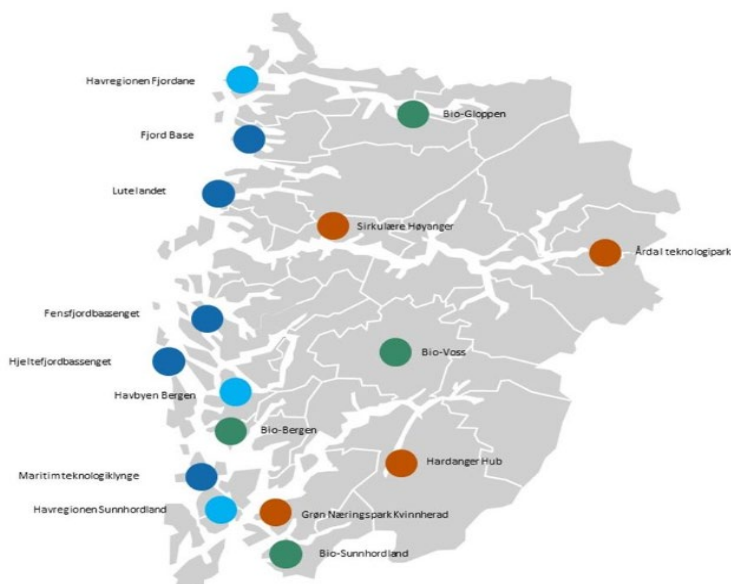 Havregionen Fjordane
Bio-Gloppen
Fjord Base
Lutelandet
Sirkulære Høyanger
Årdal teknologipark
Fensfjordbassenget
Bio-Voss
Hjeltefjordbassenget
Havbyen Bergen
Bio-Bergen
Hardanger Hub
Maritim teknologiklynge
Havregionen Sunnhordland
Grøn Næringspark Kvinnherad
Bio-Sunnhordland